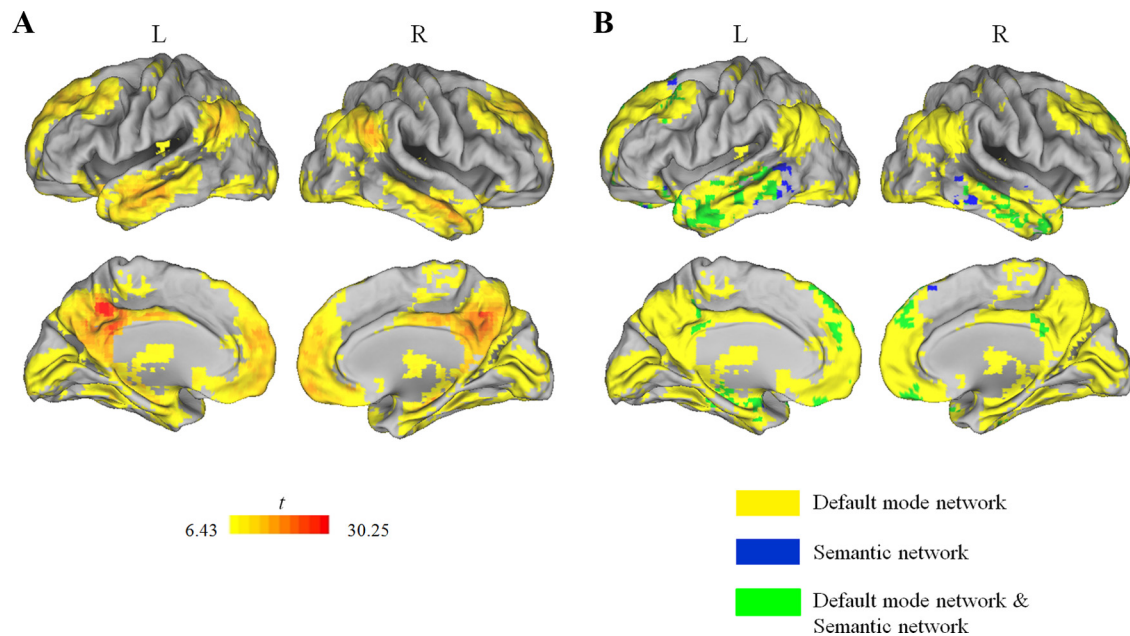 A
B
L
R
L
R
t
6.43
30.25
Default mode network
Semantic network
Default mode network &
Semantic network